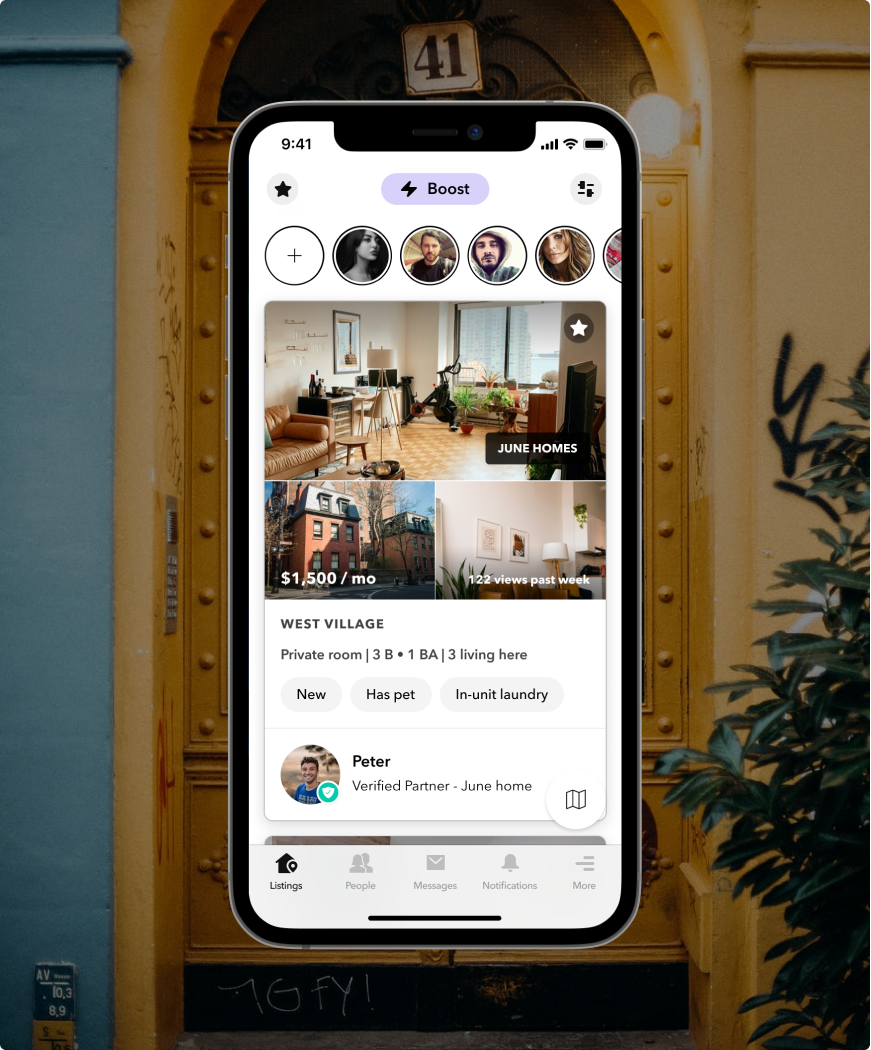 41
9:41
Boost
JUNE HOMES
$1,500 / mo
122 views past week
WEST VILLAGE
Private room | 3 B • 1 BA | 3 living here
New
Has pet
In-unit laundry
Peter
Verified Partner - June home
Listings
People
Messages
Notifications
More
AV
10,3
8,9
S